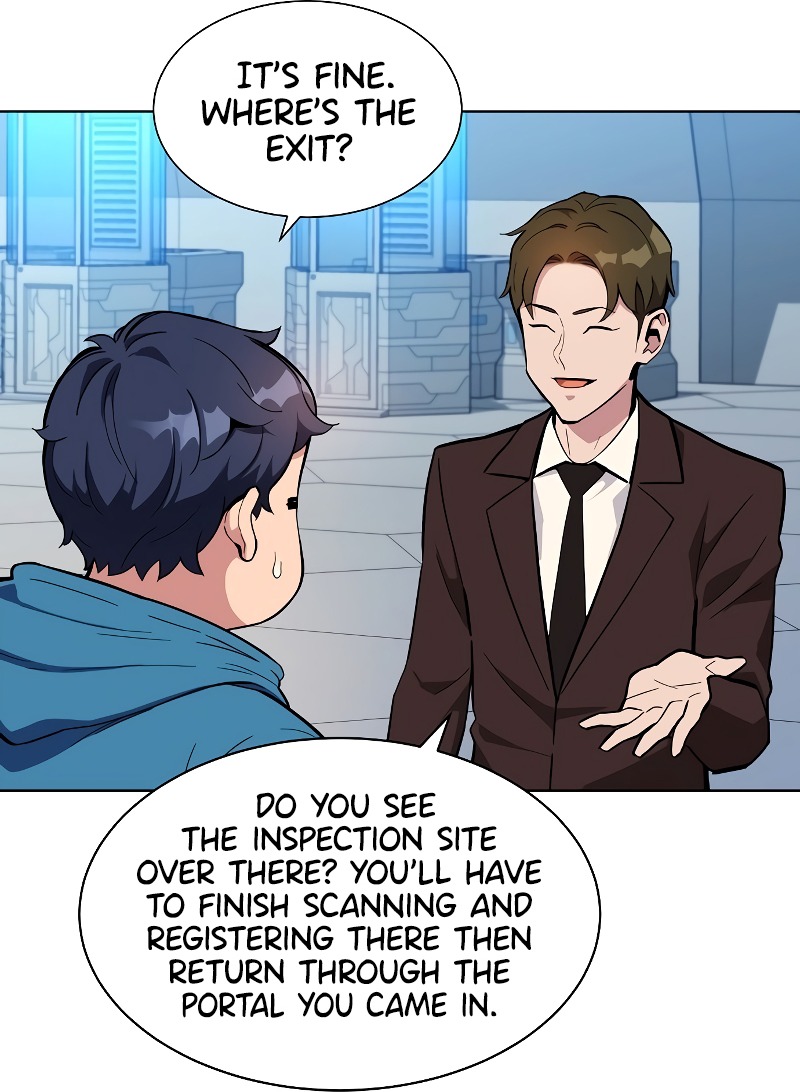 IT'S FINE.
WHERE'S THE
EXIT?
DO YOU SEE
THE INSPECTION SITE
OVER THERE? YOU'LL HAVE
TO FINISH SCANNING AND
REGISTERING THERE THEN
RETURN THROUGH THE
PORTAL YOU CAME IN.